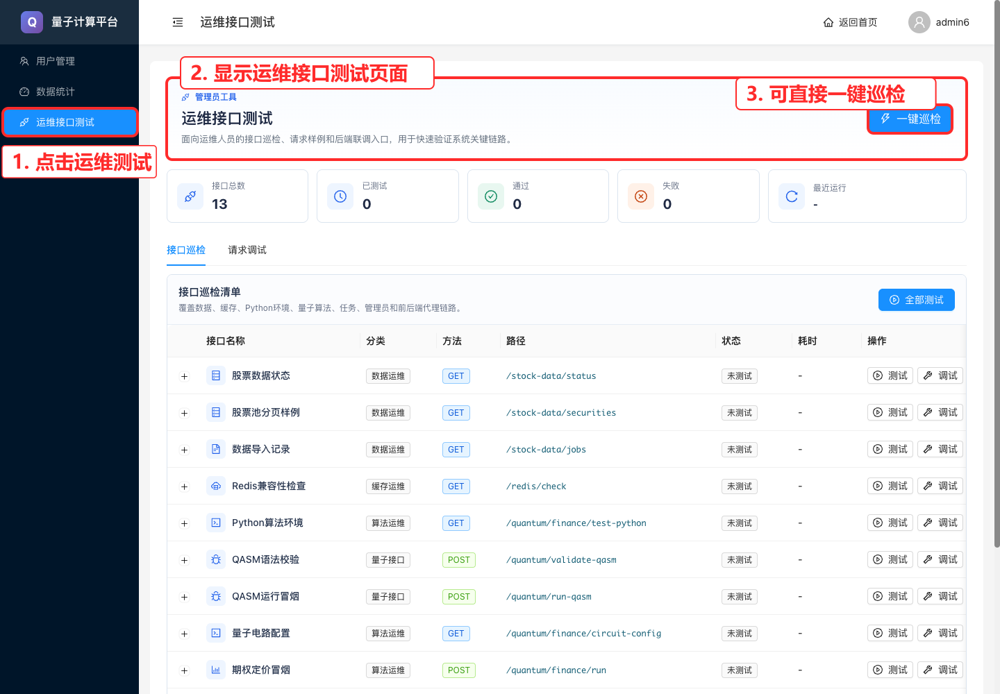 Q 量子计算平台
用户管理
数据统计
运维接口测试
1. 点击运维测试
运维接口测试
返回首页
admin6
2. 显示运维接口测试页面
管理员工具
运维接口测试
面向运维人员的接口巡检、请求样例和后端联调入口，用于快速验证系统关键链路。
3. 可直接一键巡检
一键巡检
接口总数
13
已测试
0
通过
0
失败
0
最近运行
-
接口巡检 请求调试
接口巡检清单
覆盖数据、缓存、Python环境、量子算法、任务、管理员和前后端代理链路。
全部测试
接口名称 分类 方法 路径 状态 耗时 操作
+ 股票数据状态 数据运维 GET /stock-data/status 未测试 - 测试 调试
+ 股票池分页样例 数据运维 GET /stock-data/securities 未测试 - 测试 调试
+ 数据导入记录 数据运维 GET /stock-data/jobs 未测试 - 测试 调试
+ Redis兼容性检查 缓存运维 GET /redis/check 未测试 - 测试 调试
+ Python算法环境 算法运维 GET /quantum/finance/test-python 未测试 - 测试 调试
+ QASM语法校验 量子接口 POST /quantum/validate-qasm 未测试 - 测试 调试
+ QASM运行冒烟 量子接口 POST /quantum/run-qasm 未测试 - 测试 调试
+ 量子电路配置 算法运维 GET /quantum/finance/circuit-config 未测试 - 测试 调试
+ 期权定价冒烟 算法运维 POST /quantum/finance/run 未测试 - 测试 调试